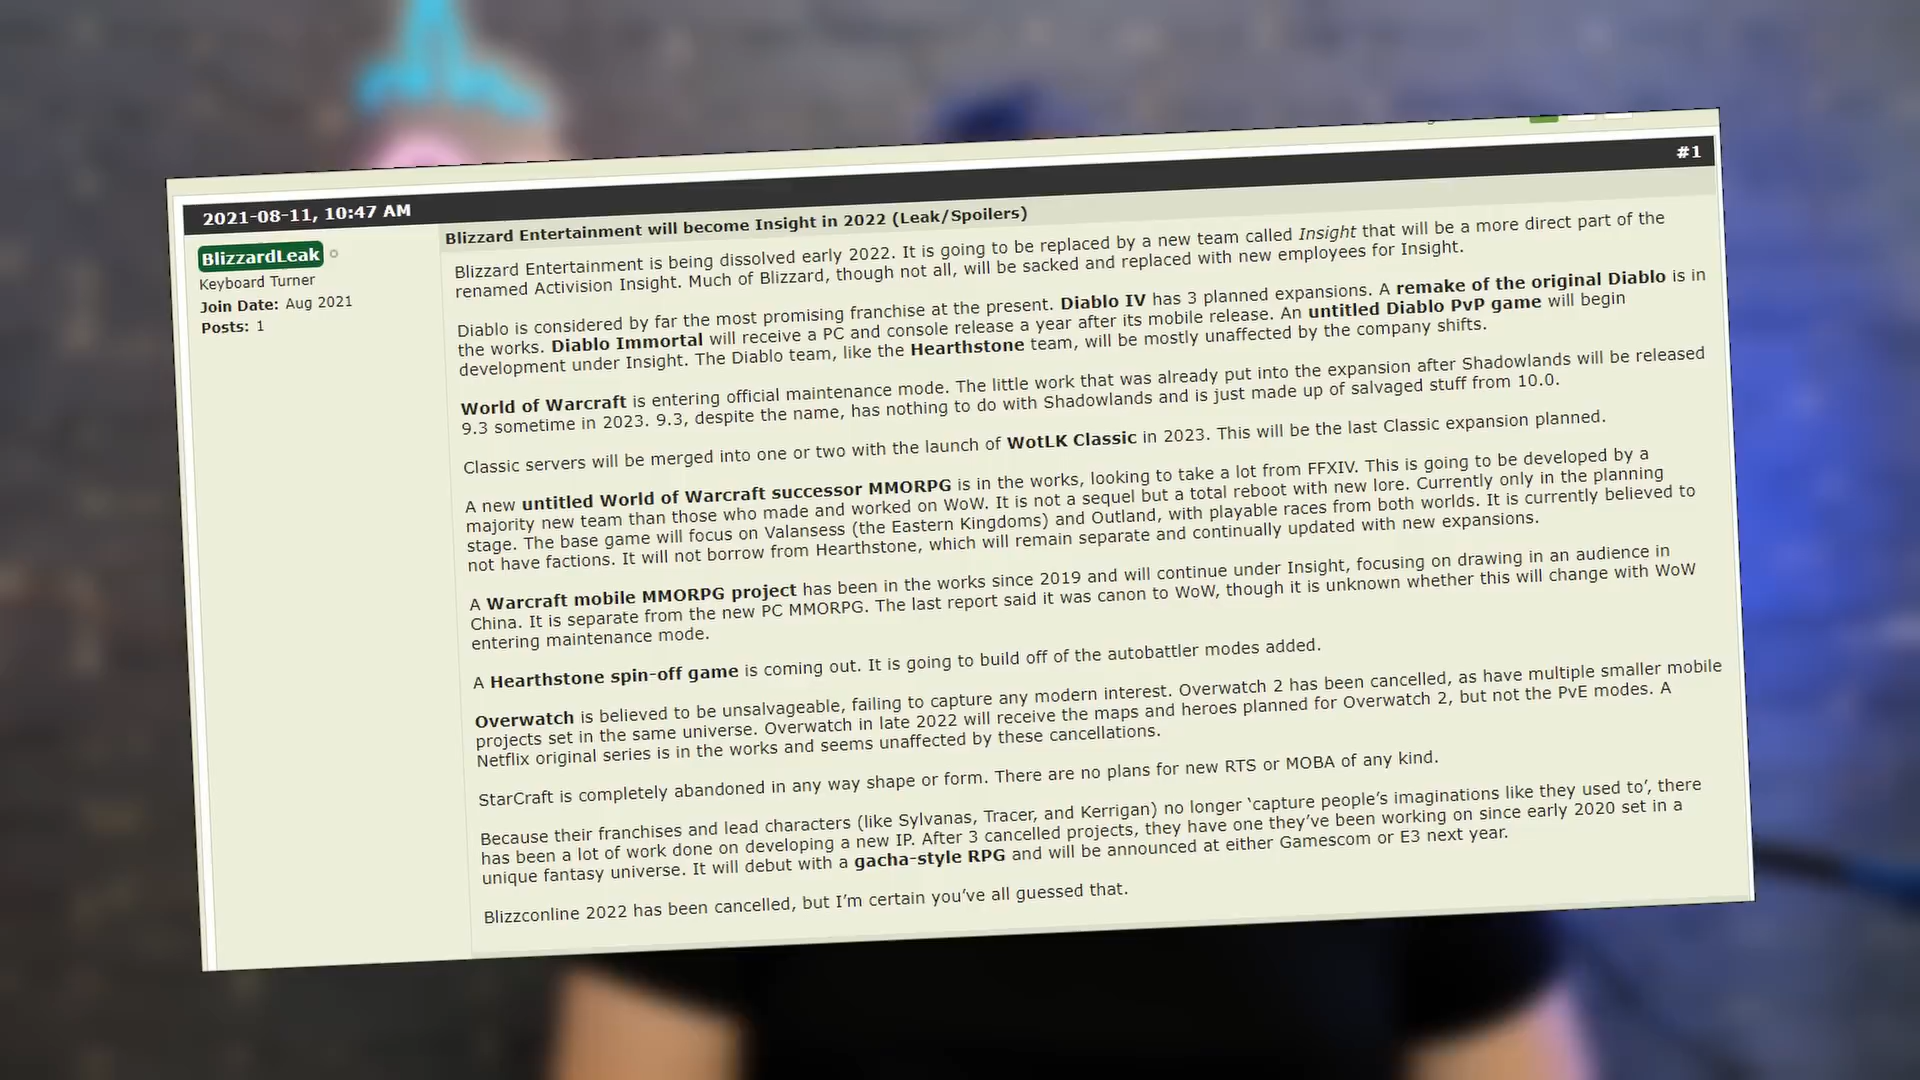 #1
2021-08-11, 10:47 AM
BlizzardLeak
Keyboard Turner
Join Date: Aug 2021
Posts: 1
Blizzard Entertainment will become Insight in 2022 (Leak/Spoilers)
Blizzard Entertainment is being dissolved early 2022. It is going to be replaced by a new team called Insight that will be a more direct part of the
renamed Activision Insight. Much of Blizzard, though not all, will be sacked and replaced with new employees for Insight.
Diablo is considered by far the most promising franchise at the present. Diablo IV has 3 planned expansions. A remake of the original Diablo is in
the works. Diablo Immortal will receive a PC and console release a year after its mobile release. An untitled Diablo PvP game will begin
development under Insight. The Diablo team, like the Hearthstone team, will be mostly unaffected by the company shifts.
World of Warcraft is entering official maintenance mode. The little work that was already put into the expansion after Shadowlands will be released
9.3 sometime in 2023. 9.3, despite the name, has nothing to do with Shadowlands and is just made up of salvaged stuff from 10.0.
Classic servers will be merged into one or two with the launch of WotLK Classic in 2023. This will be the last Classic expansion planned.
A new untitled World of Warcraft successor MMORPG is in the works, looking to take a lot from FFXIV. This is going to be developed by a
majority new team than those who made and worked on WoW. It is not a sequel but a total reboot with new lore. Currently only in the planning
stage. The base game will focus on Valansess (the Eastern Kingdoms) and Outland, with playable races from both worlds. It is currently believed to
not have factions. It will not borrow from Hearthstone, which will remain separate and continually updated with new expansions.
A Warcraft mobile MMORPG project has been in the works since 2019 and will continue under Insight, focusing on drawing in an audience in
China. It is separate from the new PC MMORPG. The last report said it was canon to WoW, though it is unknown whether this will change with WoW
entering maintenance mode.
A Hearthstone spin-off game is coming out. It is going to build off of the autobattler modes added.
Overwatch is believed to be unsalvageable, failing to capture any modern interest. Overwatch 2 has been cancelled, as have multiple smaller mobile
projects set in the same universe. Overwatch in late 2022 will receive the maps and heroes planned for Overwatch 2, but not the PvE modes. A
Netflix original series is in the works and seems unaffected by these cancellations.
StarCraft is completely abandoned in any way shape or form. There are no plans for new RTS or MOBA of any kind.
Because their franchises and lead characters (like Sylvanas, Tracer, and Kerrigan) no longer ‘capture people’s imaginations like they used to’, there
has been a lot of work done on developing a new IP. After 3 cancelled projects, they have one they’ve been working on since early 2020 set in a
unique fantasy universe. It will debut with a gacha-style RPG and will be announced at either Gamescom or E3 next year.
Blizzconline 2022 has been cancelled, but I’m certain you’ve all guessed that.